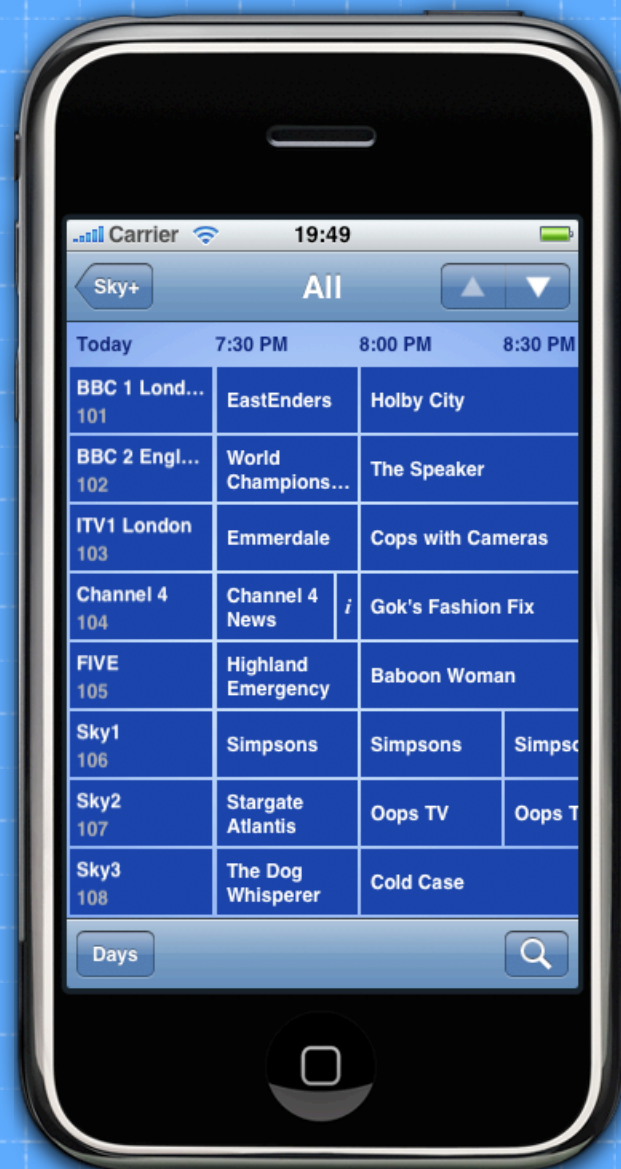 Carrier 19:49
Sky+ All
Today 7:30 PM 8:00 PM 8:30 PM
BBC 1 Lond...
101
EastEnders
Holby City
BBC 2 Engl...
102
World
Champions...
The Speaker
ITV1 London
103
Emmerdale
Cops with Cameras
Channel 4
104
Channel 4
News
i
Gok's Fashion Fix
FIVE
105
Highland
Emergency
Baboon Woman
Sky1
106
Simpsons
Simpsons
Simpso
Sky2
107
Stargate
Atlantis
Oops TV
Oops T
Sky3
108
The Dog
Whisperer
Cold Case
Days